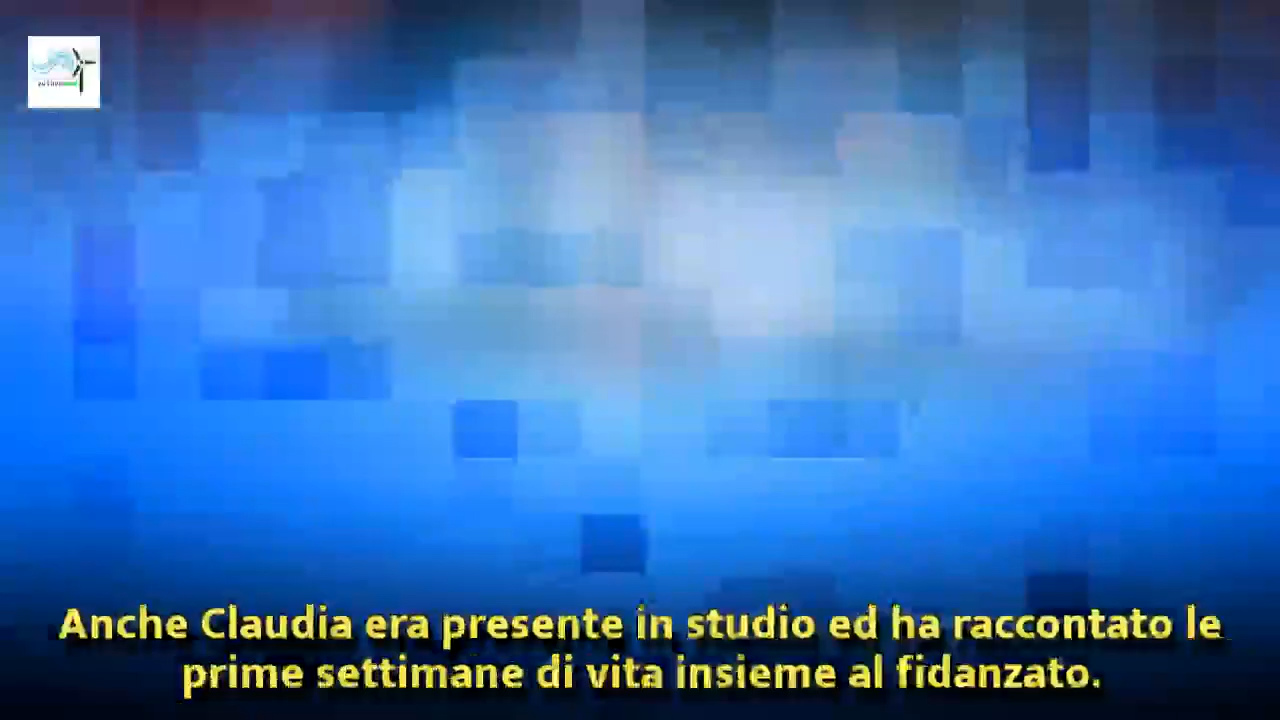 Anche Claudia era presente in studio ed ha raccontato le
prime settimane di vita insieme al fidanzato.